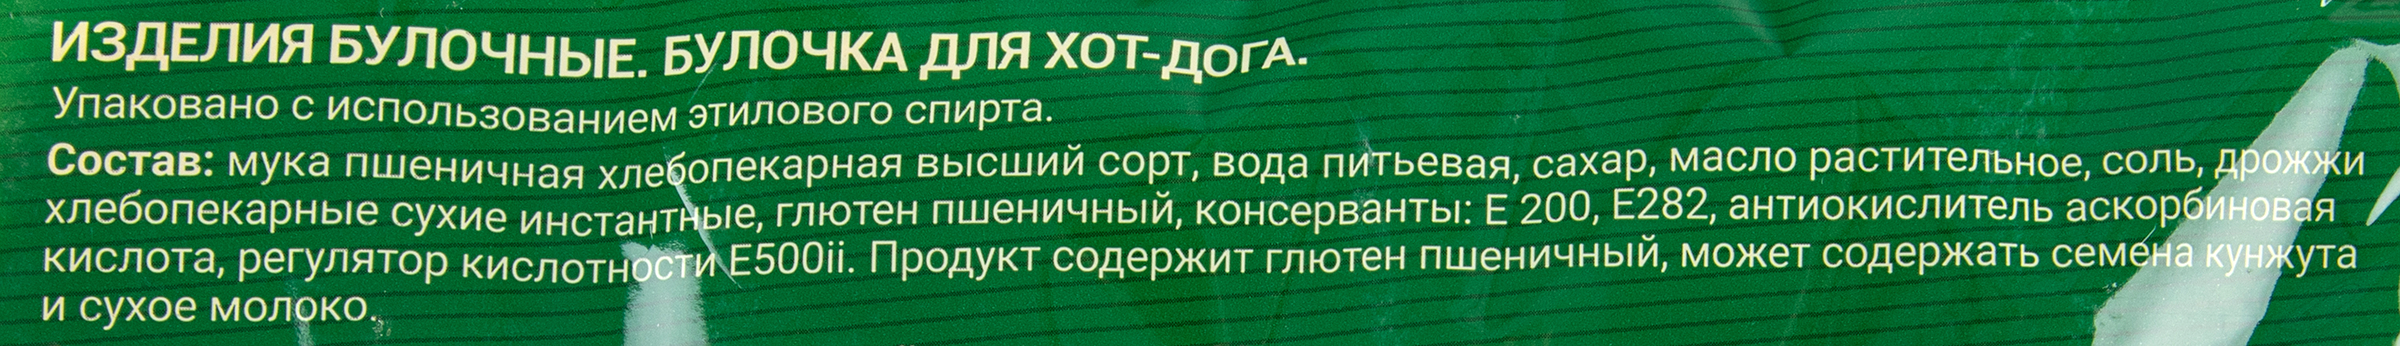 ИЗДЕЛИЯ БУЛОЧНЫЕ. БУЛОЧКА ДЛЯ ХОТ-ДОГА.
Упаковано с использованием этилового спирта.
Состав: мука пшеничная хлебопекарная высший сорт, вода питьевая, сахар, масло растительное, соль, дрожжи
хлебопекарные сухие инстантные, глютен пшеничный, консерванты: Е 200, Е282, антиокислитель аскорбиновая
кислота, регулятор кислотности Е500ii. Продукт содержит глютен пшеничный, может содержать семена кунжута
и сухое молоко.